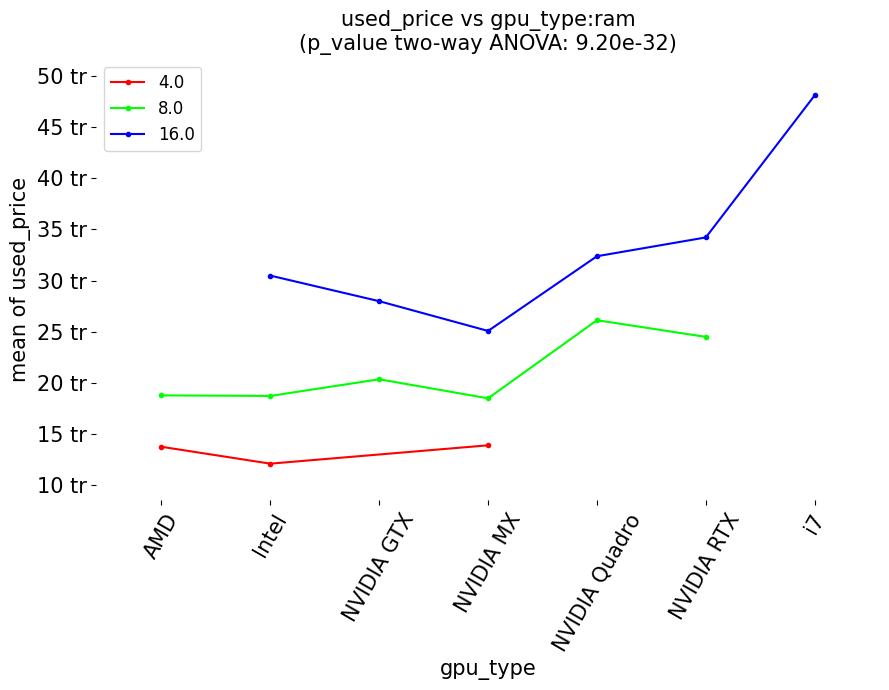 used_price vs gpu_type:ram
(p_value two-way ANOVA: 9.20e-32)
4.0
8.0
16.0
50 tr
45 tr
40 tr
35 tr
30 tr
25 tr
20 tr
15 tr
10 tr
mean of used_price
AMD
Intel
NVIDIA GTX
NVIDIA MX
NVIDIA Quadro
NVIDIA RTX
i7
gpu_type